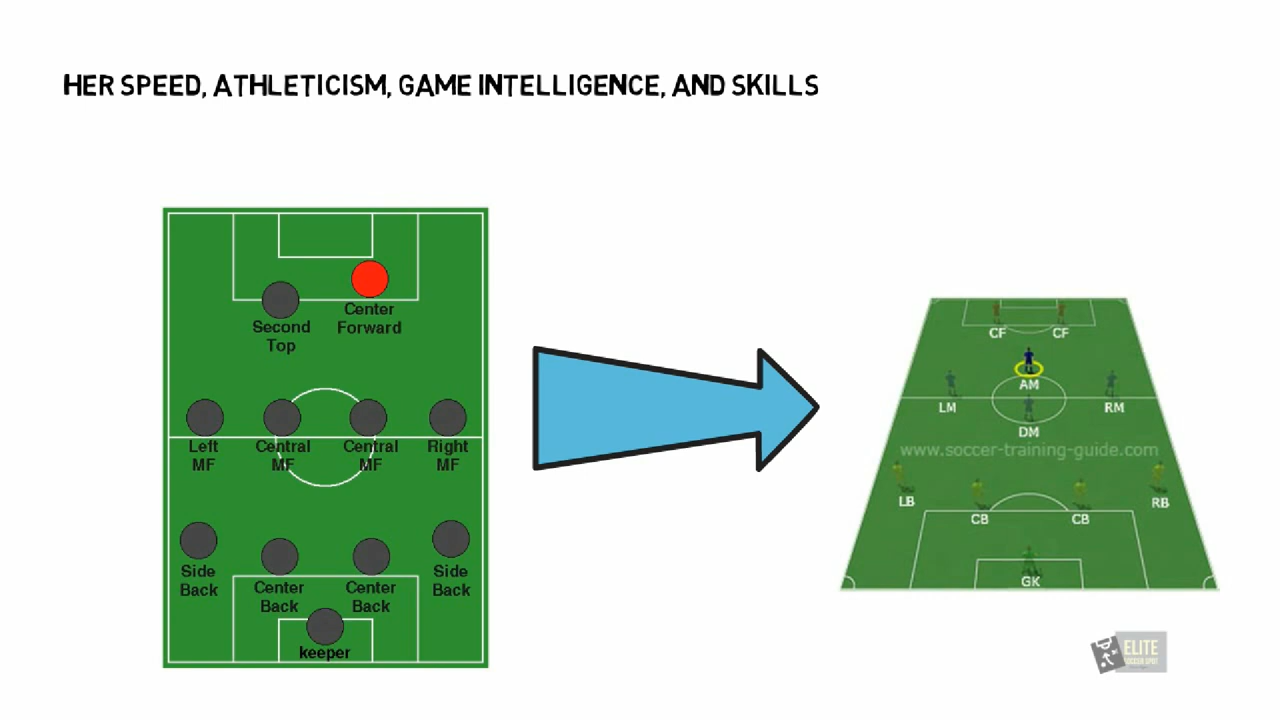 HER SPEED, ATHLETICISM, GAME INTELLIGENCE, AND SKILLS
Center
Forward
Second
Top
Left
MF
Central
MF
Central
MF
Right
MF
Side
Back
Center
Back
Center
Back
Side
Back
keeper
CF
CF
AM
LM
RM
DM
www.soccer-training-guide.com
LB
RB
CB
CB
GK
ELITE
SOCCER SPOT